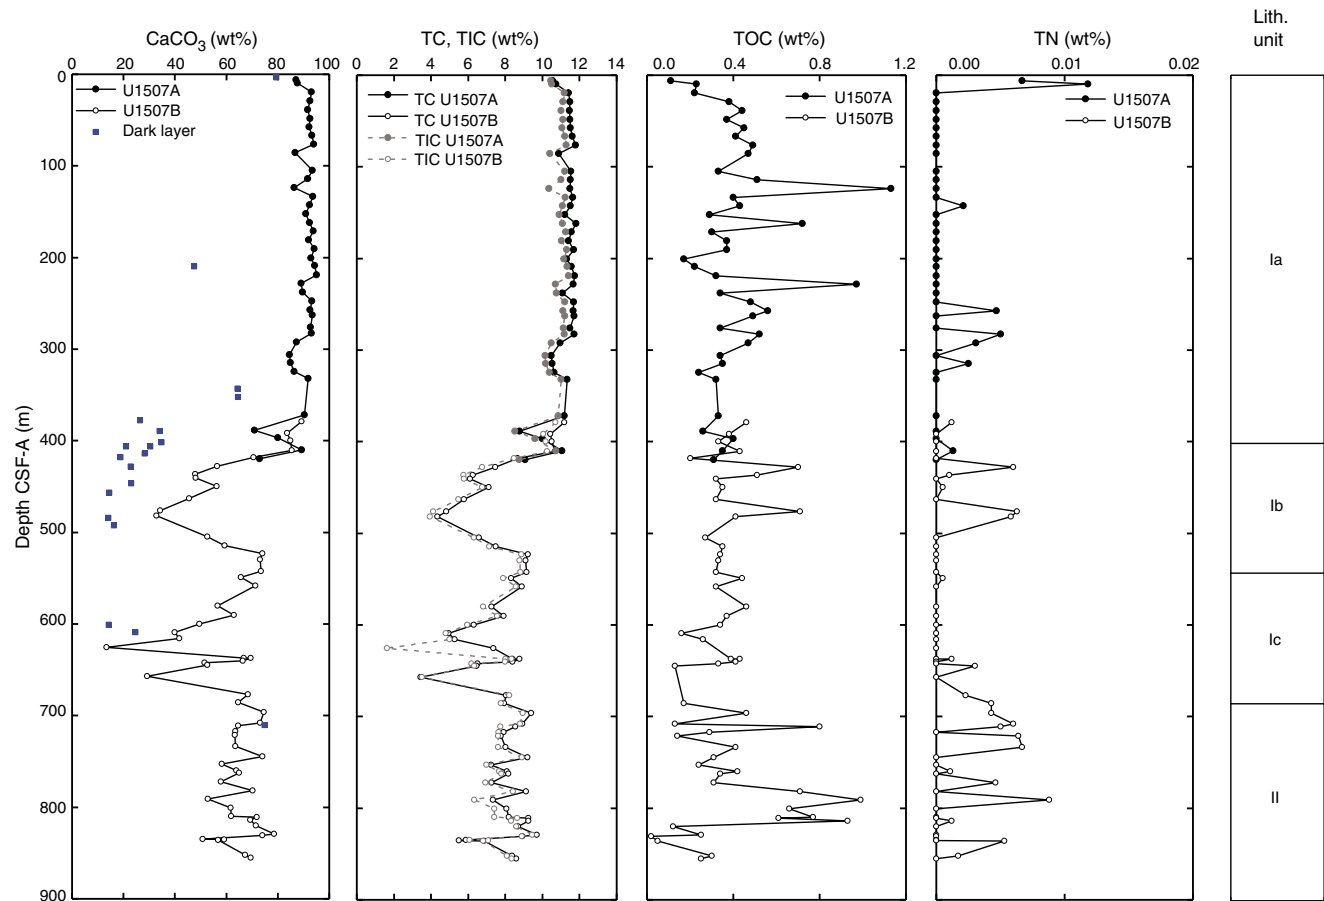 CaCO3 (wt%)
0 20 40 60 80 100
U1507A
U1507B
Dark layer
TC, TIC (wt%)
0 2 4 6 8 10 12 14
TC U1507A
TC U1507B
TIC U1507A
TIC U1507B
TOC (wt%)
0.0 0.4 0.8 1.2
U1507A
U1507B
TN (wt%)
0.00 0.01 0.02
U1507A
U1507B
Lith.
unit
Depth CSF-A (m)
0
100
200
300
400
500
600
700
800
900
Ia
Ib
Ic
II